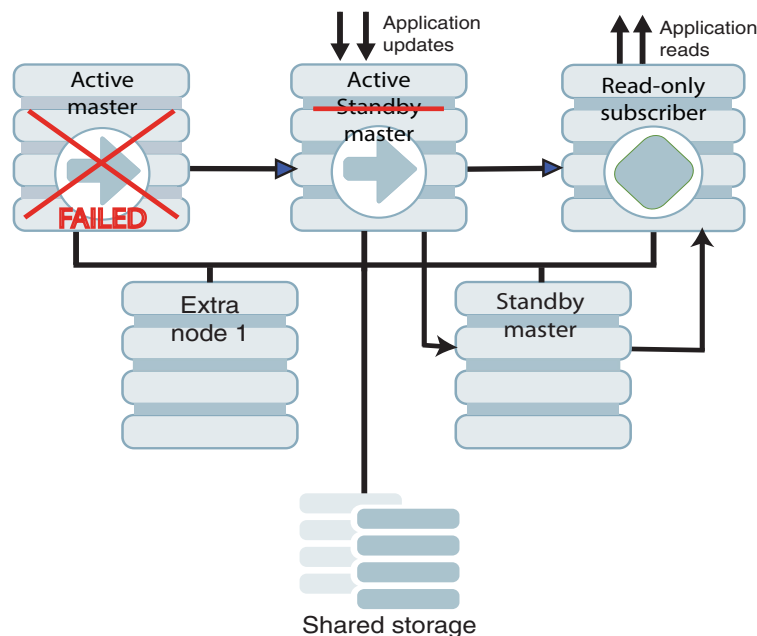 Application
updates
Application
reads
Active
master
FAILED
Active
Standby
master
Read-only
subscriber
Extra
node 1
Standby
master
Shared storage